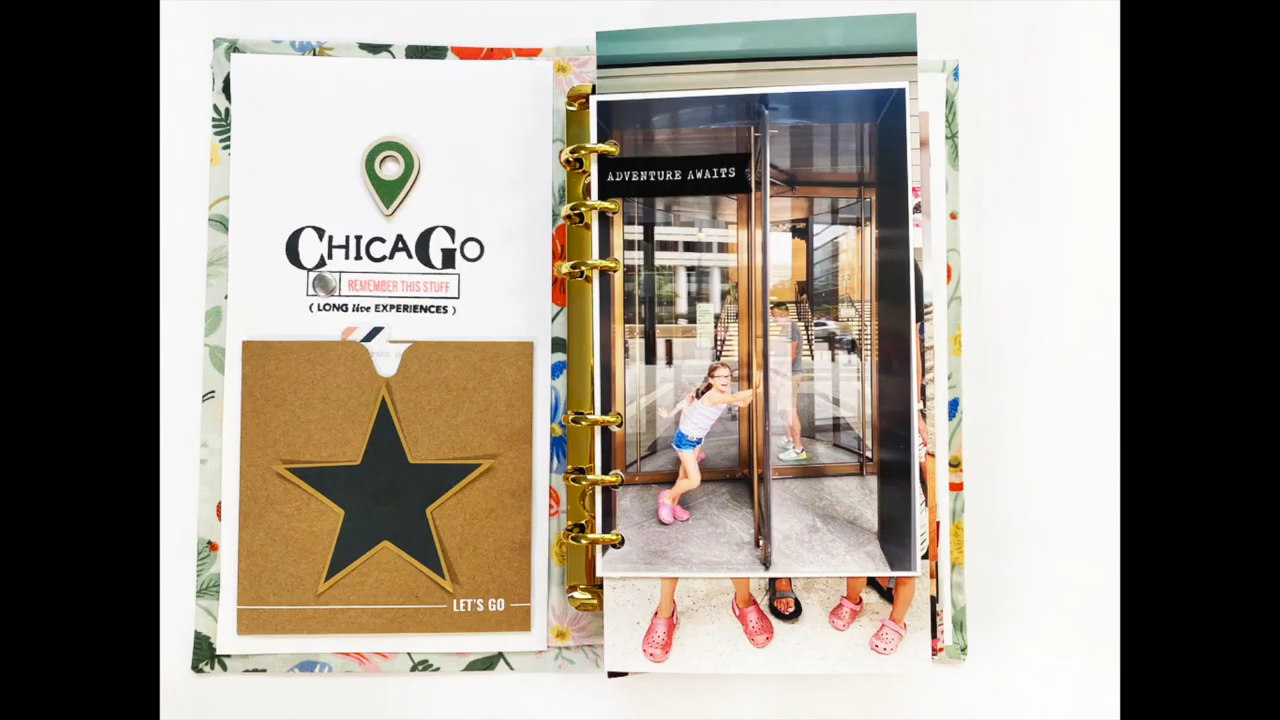 CHICAGO
REMEMBER THIS STUFF
( LONG live EXPERIENCES )
LET'S GO
ADVENTURE AWAITS